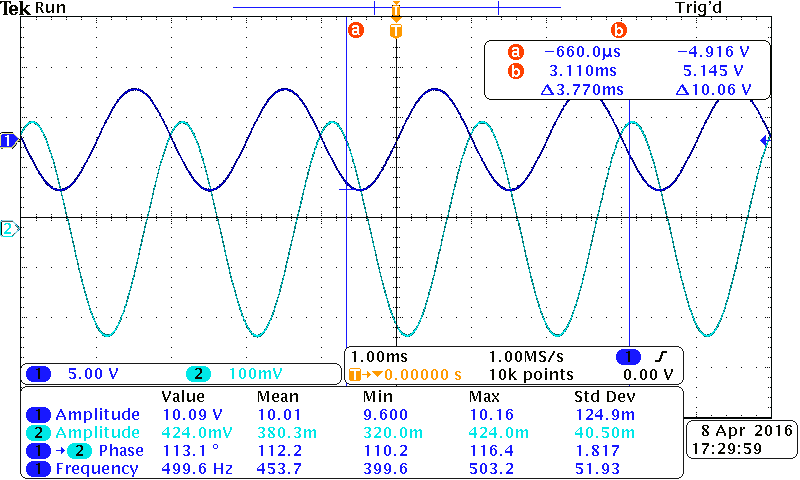 Tek Run Trig'd
T
a b
T
a −660.0µs −4.916 V
b 3.110ms 5.145 V
Δ3.770ms Δ10.06 V
1
2
1 5.00 V 2 100mV
1.00ms 1.00MS/s 1
T→▼0.00000 s 10k points 0.00 V
Value Mean Min Max Std Dev
1 Amplitude 10.09 V 10.01 9.600 10.16 124.9m
2 Amplitude 424.0mV 380.3m 320.0m 424.0m 40.50m
1 → 2 Phase 113.1 ° 112.2 110.2 116.4 1.817
1 Frequency 499.6 Hz 453.7 399.6 503.2 51.93
8 Apr 2016
17:29:59